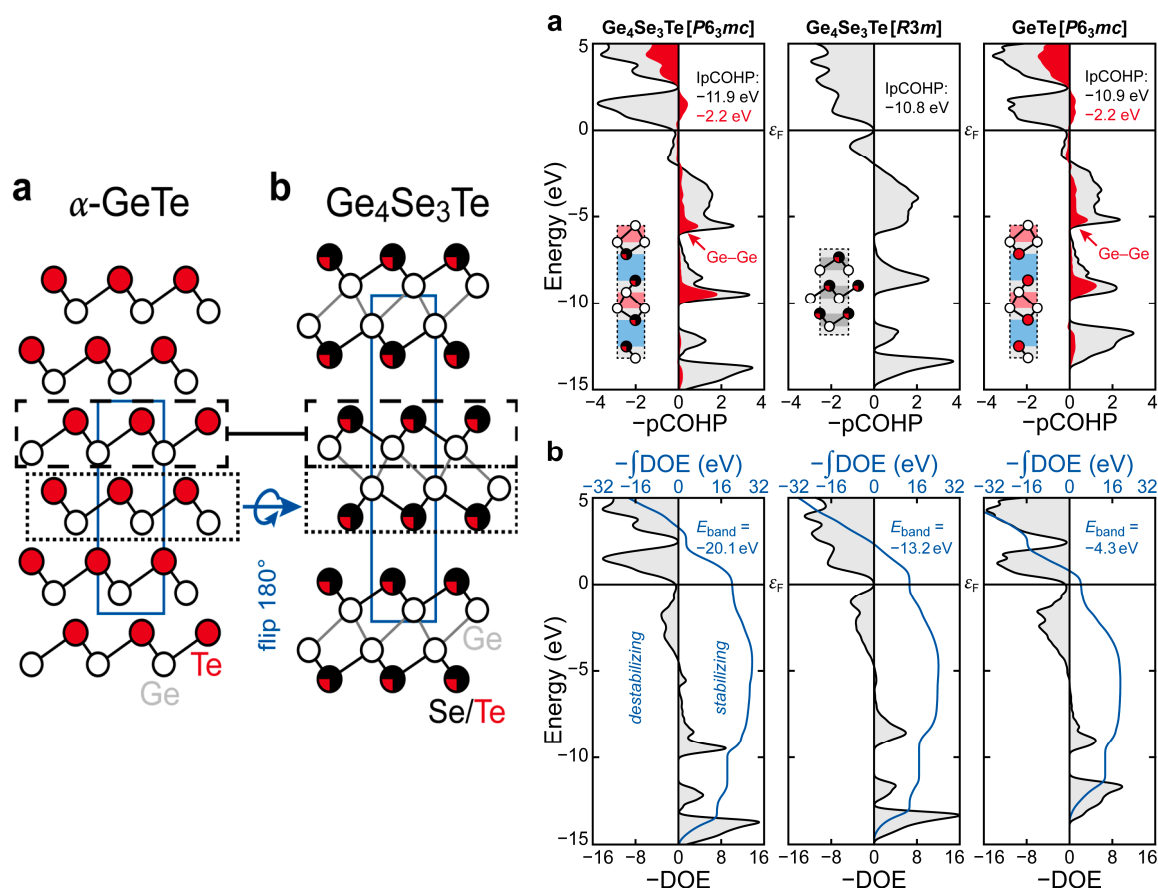 a
α-GeTe
Te
Ge
flip 180°
b
Ge4Se3Te
Ge
Se/Te
a
Ge4Se3Te [P63mc]
Ge4Se3Te [R3m]
GeTe [P63mc]
Energy (eV)
5
0
−5
−10
−15
IpCOHP:
−11.9 eV
−2.2 eV
Ge–Ge
−4 −2 0 2 4
−pCOHP
εF
IpCOHP:
−10.8 eV
−4 −2 0 2 4
−pCOHP
εF
IpCOHP:
−10.9 eV
−2.2 eV
Ge–Ge
−4 −2 0 2 4
−pCOHP
b
−∫DOE (eV)
−32 −16 0 16 32
Energy (eV)
5
0
−5
−10
−15
Eband =
−20.1 eV
destabilizing
stabilizing
−16 −8 0 8 16
−DOE
−∫DOE (eV)
−32 −16 0 16 32
εF
Eband =
−13.2 eV
−16 −8 0 8 16
−DOE
−∫DOE (eV)
−32 −16 0 16 32
εF
Eband =
−4.3 eV
−16 −8 0 8 16
−DOE